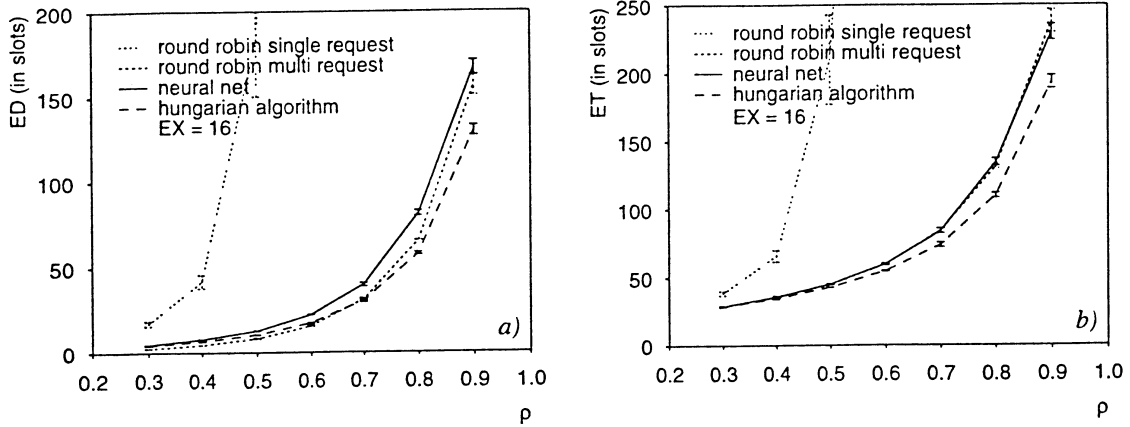 200
150
100
50
0
ED (in slots)
round robin single request
round robin multi request
neural net
hungarian algorithm
EX = 16
a)
0.2 0.3 0.4 0.5 0.6 0.7 0.8 0.9 1.0
ρ
250
200
150
100
50
0
ET (in slots)
round robin single request
round robin multi request
neural net
hungarian algorithm
EX = 16
b)
0.2 0.3 0.4 0.5 0.6 0.7 0.8 0.9 1.0
ρ